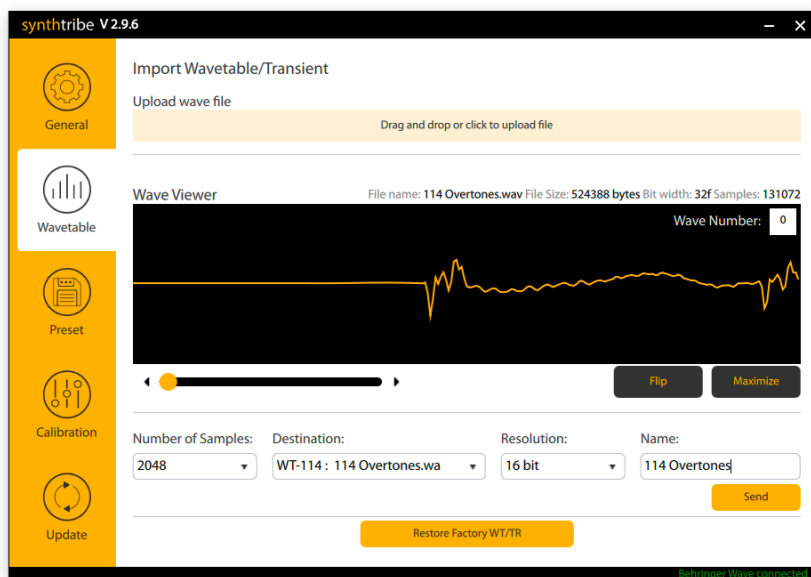 synthtribe V 2.9.6
General
Wavetable
Preset
Calibration
Update
Import Wavetable/Transient
Upload wave file
Drag and drop or click to upload file
Wave Viewer
File name: 114 Overtones.wav File Size: 524388 bytes Bit width: 32f Samples: 131072
Wave Number: 0
Flip
Maximize
Number of Samples: Destination: Resolution: Name:
2048 WT-114 : 114 Overtones.wa 16 bit 114 Overtones
Send
Restore Factory WT/TR
Behringer Wave connected